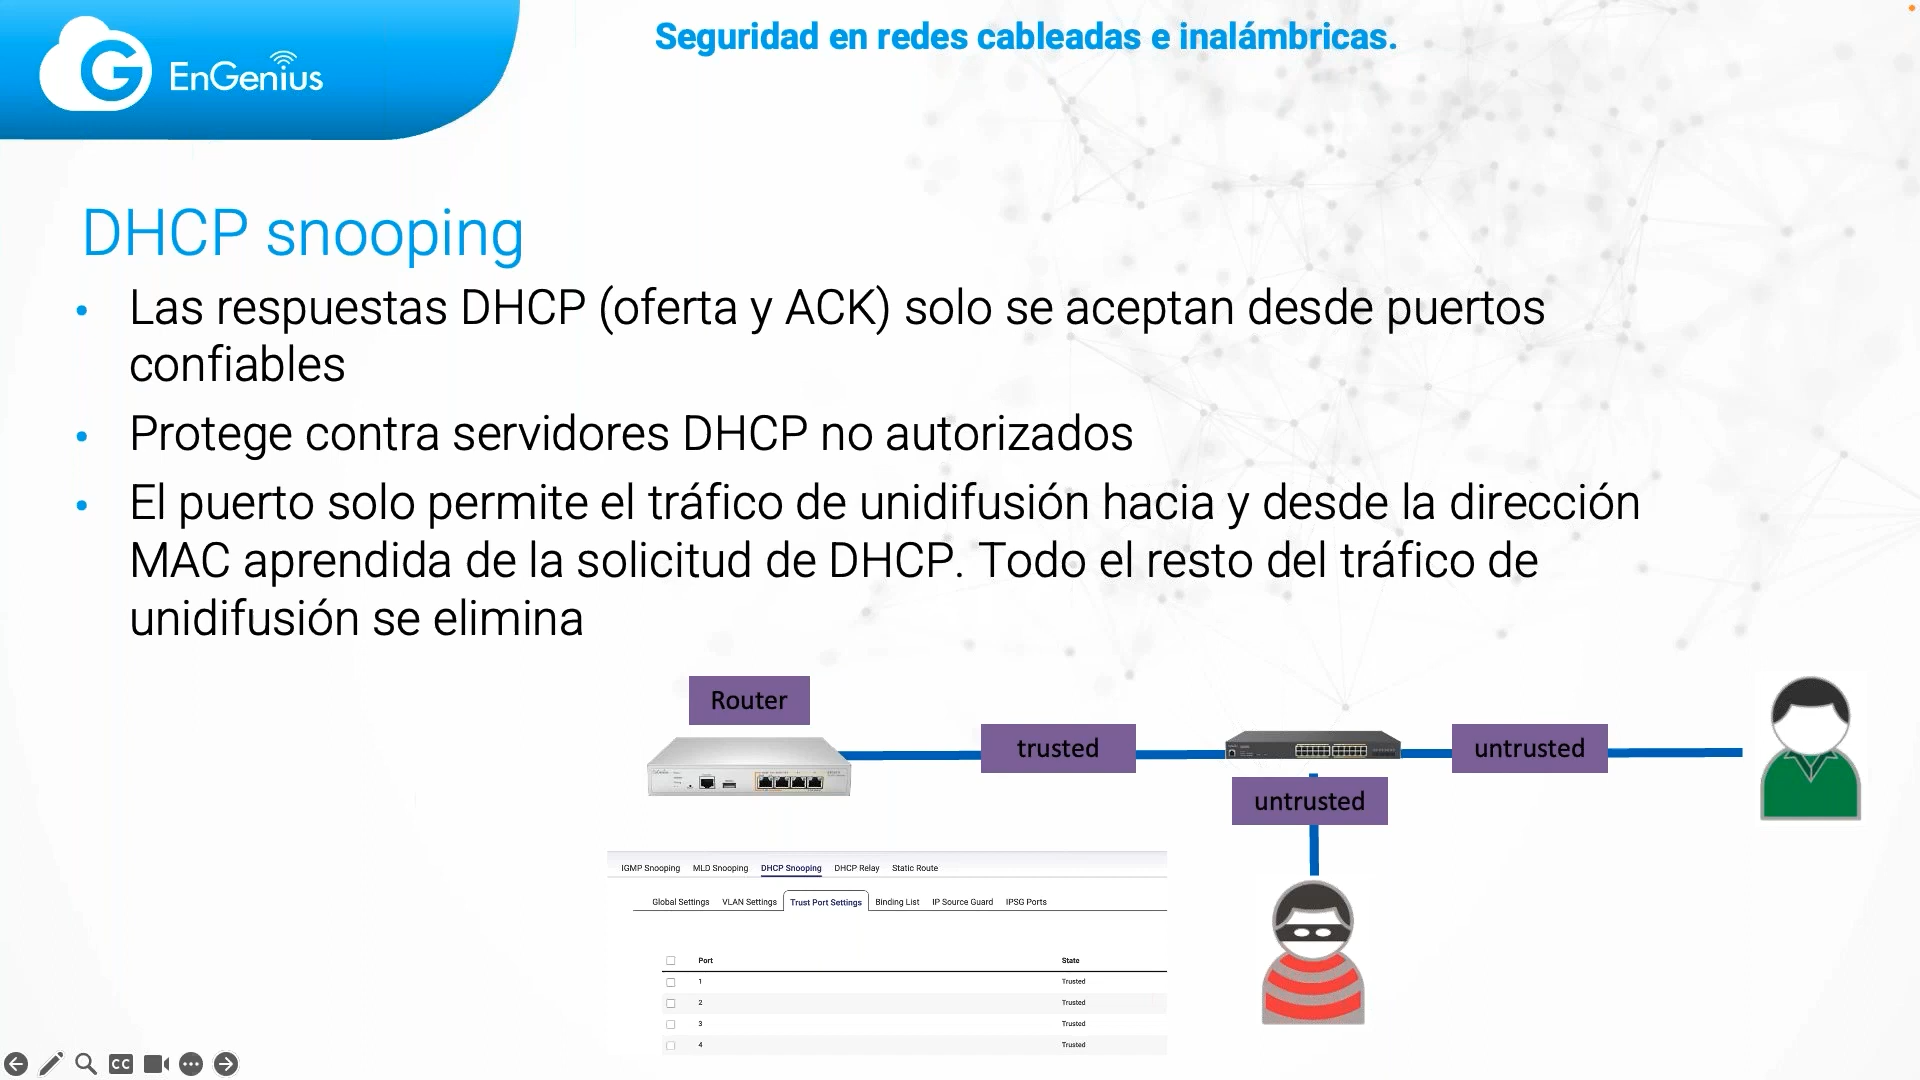 Seguridad en redes cableadas e inalámbricas.
EnGenius
DHCP snooping
• Las respuestas DHCP (oferta y ACK) solo se aceptan desde puertos
confiables
• Protege contra servidores DHCP no autorizados
• El puerto solo permite el tráfico de unidifusión hacia y desde la dirección
MAC aprendida de la solicitud de DHCP. Todo el resto del tráfico de
unidifusión se elimina
Router
trusted
untrusted
untrusted
IGMP Snooping MLD Snooping DHCP Snooping DHCP Relay Static Route
Global Settings VLAN Settings Trust Port Settings Binding List IP Source Guard IPSG Ports
Port State
1 Trusted
2 Trusted
3 Trusted
4 Trusted
CC